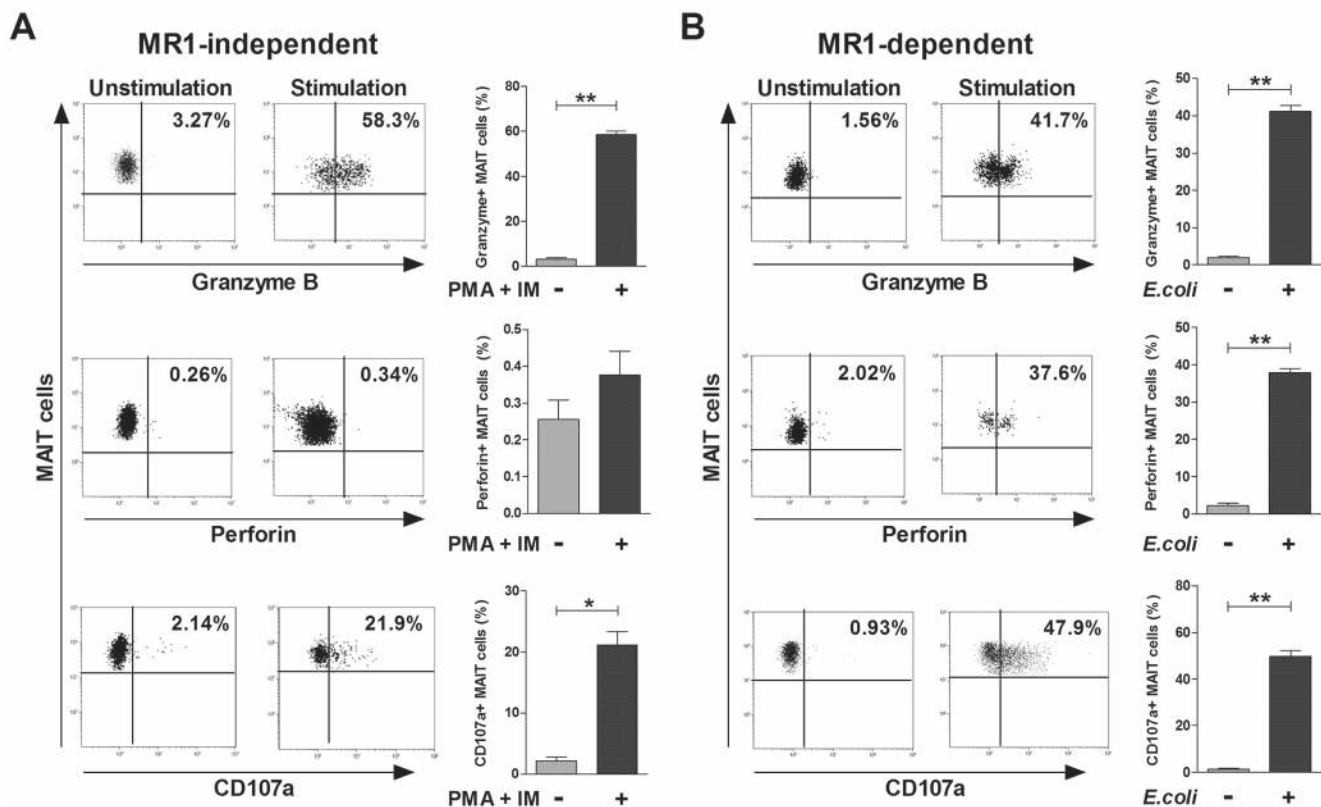 A
MR1-independent
Unstimulation
Stimulation
3.27%
58.3%
Granzyme B
Granzyme+ MAIT cells (%)
80
60
40
20
0
**
PMA + IM - +
0.26%
0.34%
Perforin
Perforin+ MAIT cells (%)
0.5
0.4
0.3
0.2
0.1
0.0
PMA + IM - +
2.14%
21.9%
CD107a
CD107a+ MAIT cells (%)
30
20
10
0
*
PMA + IM - +
MAIT cells
B
MR1-dependent
Unstimulation
Stimulation
1.56%
41.7%
Granzyme B
Granzyme+ MAIT cells (%)
50
40
30
20
10
0
**
E.coli - +
2.02%
37.6%
Perforin
Perforin+ MAIT cells (%)
40
30
20
10
0
**
E.coli - +
0.93%
47.9%
CD107a
CD107a+ MAIT cells (%)
80
60
40
20
0
**
E.coli - +
MAIT cells